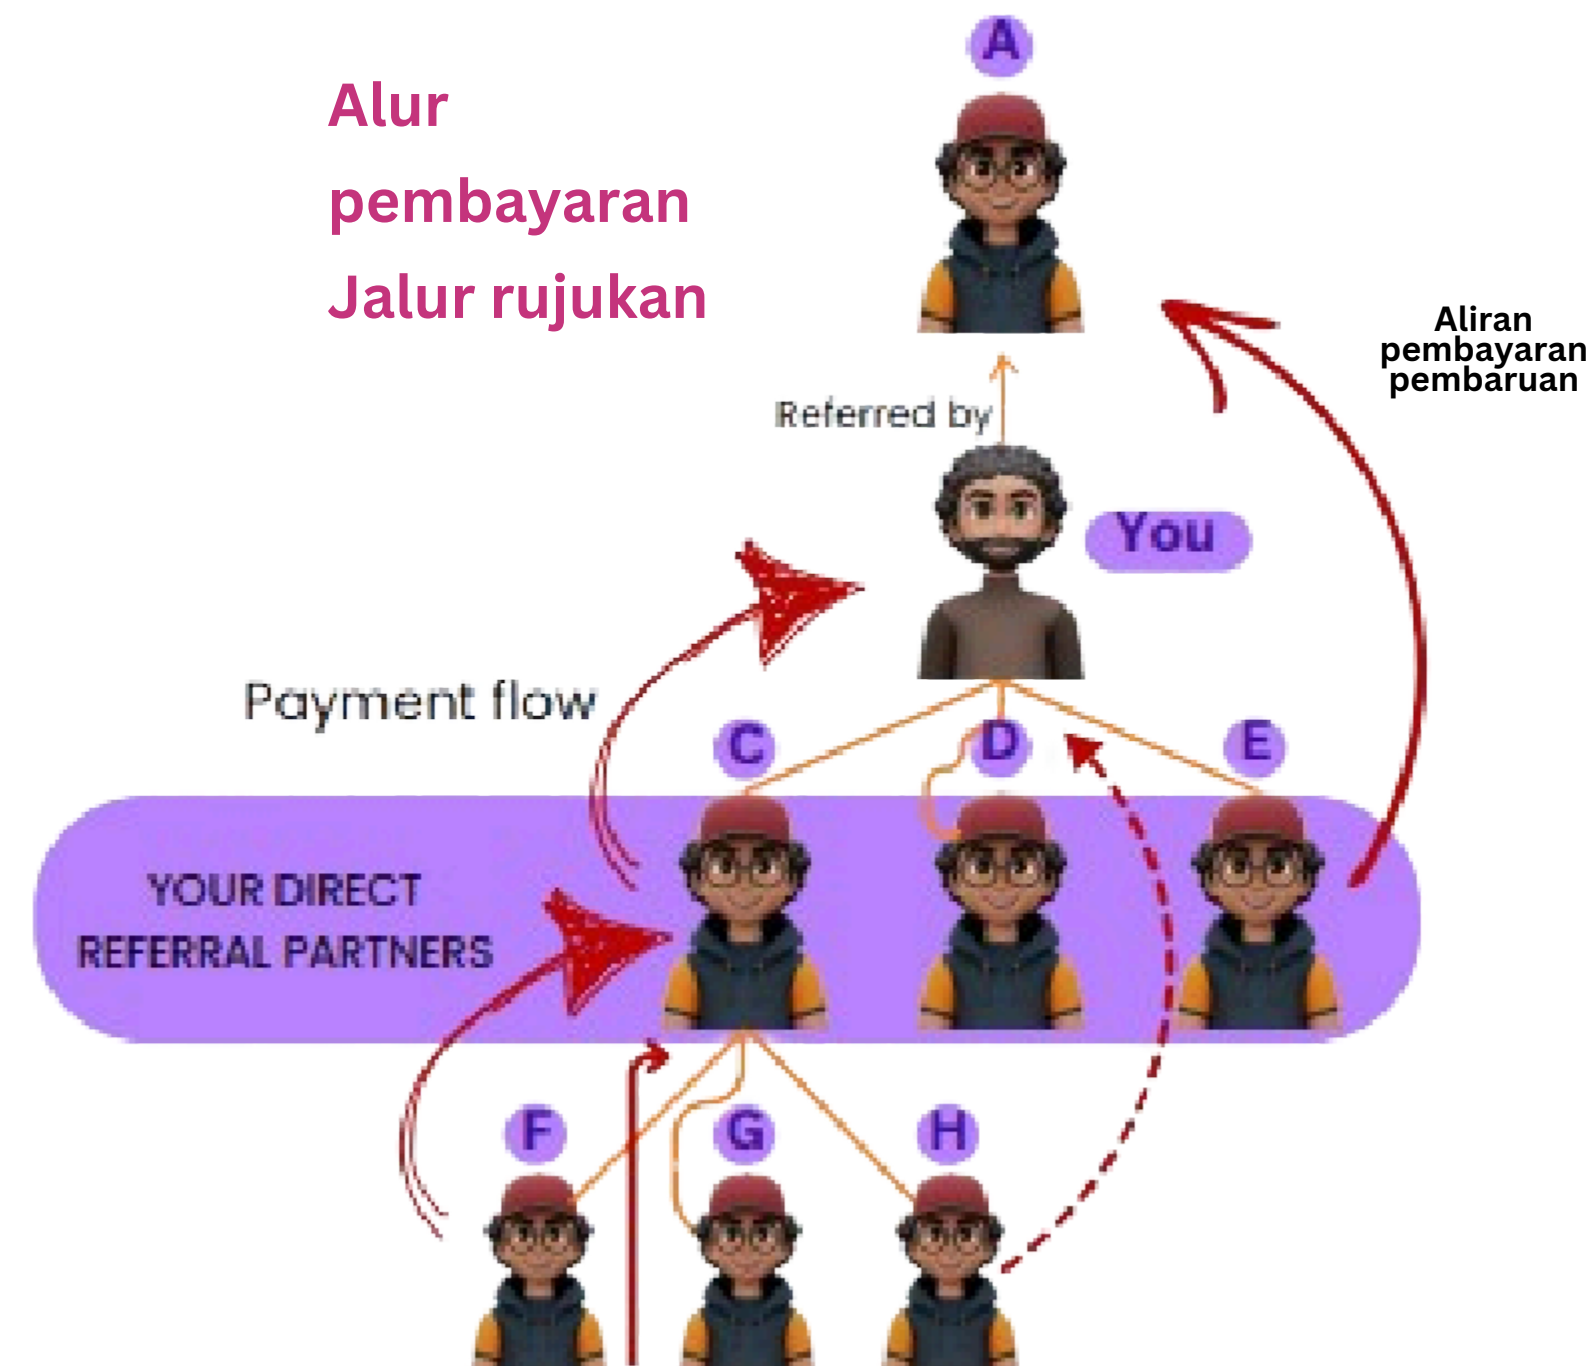 A
Alur
pembayaran
Jalur rujukan
Aliran
pembayaran
pembaruan
Referred by
You
Payment flow
C
D
E
YOUR DIRECT
REFERRAL PARTNERS
F
G
H